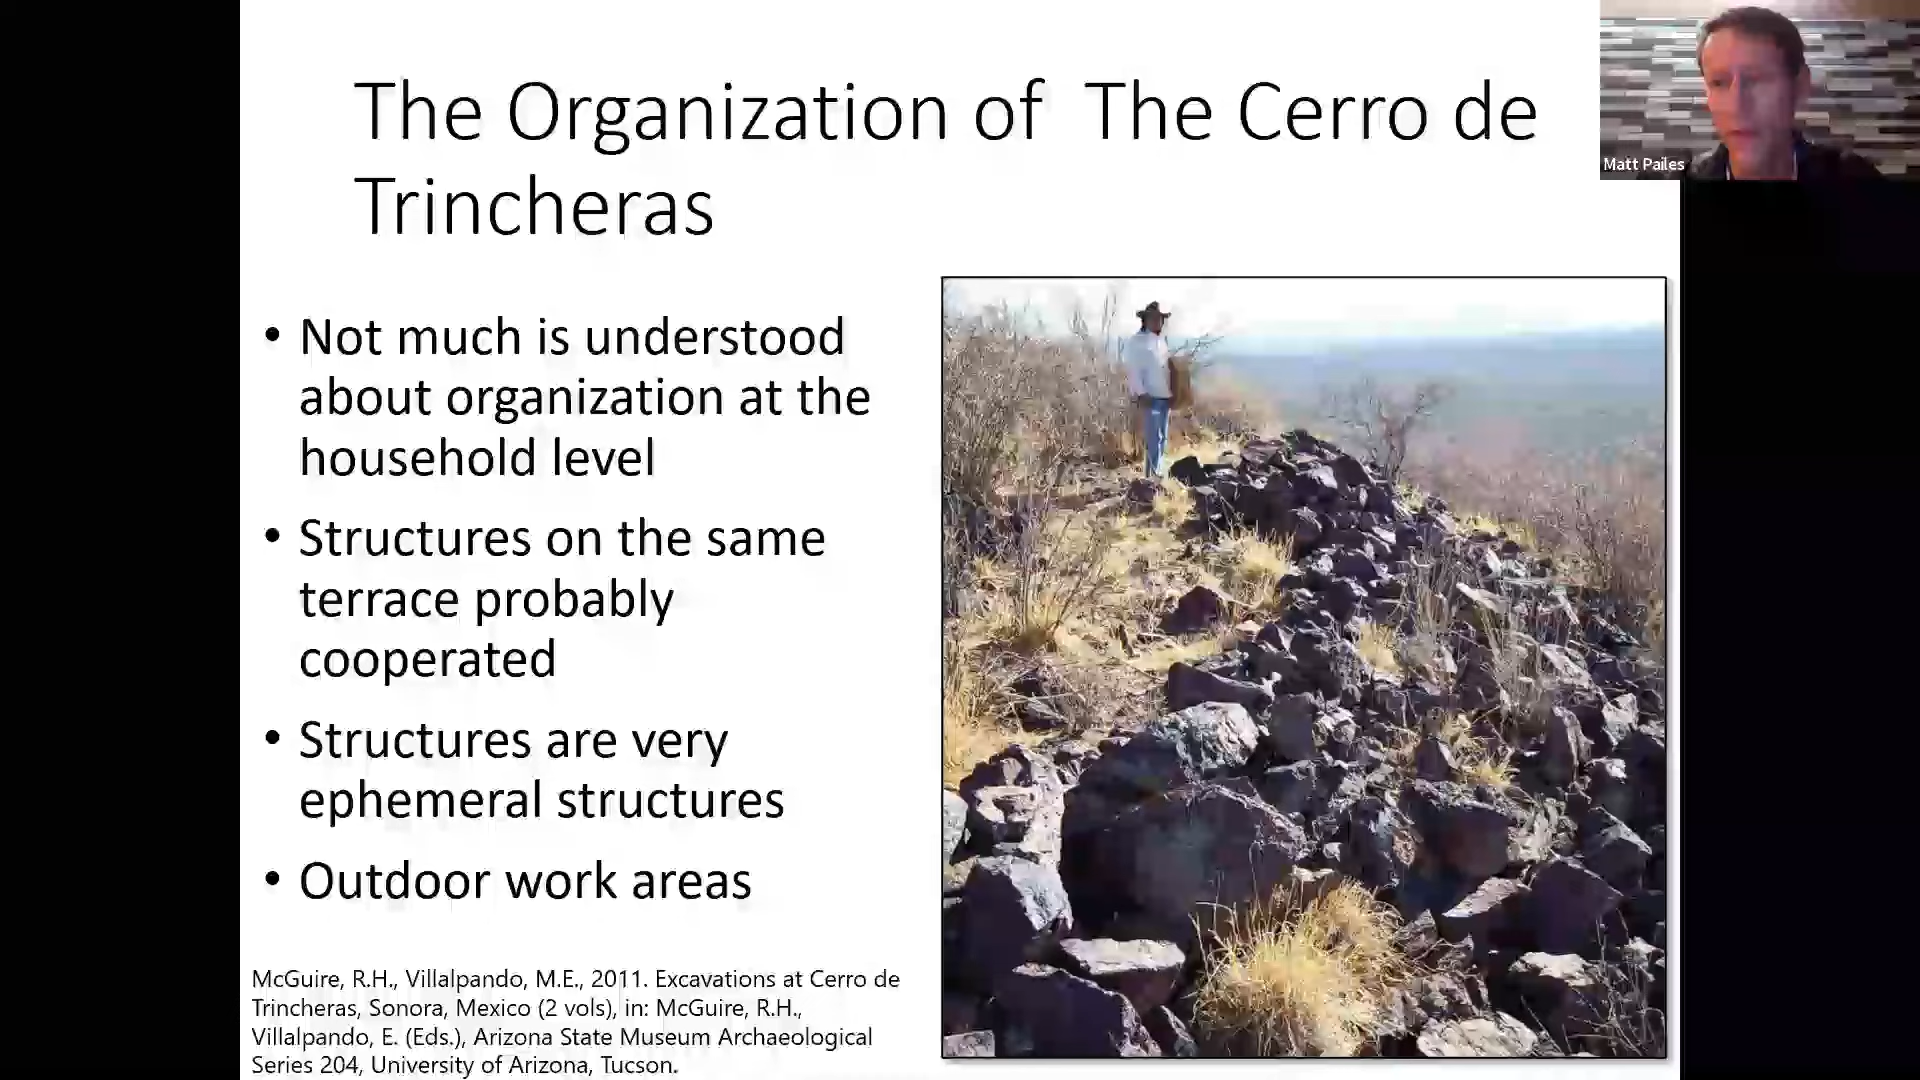 The Organization of The Cerro de
Trincheras
Matt Pailes
• Not much is understood
about organization at the
household level
• Structures on the same
terrace probably
cooperated
• Structures are very
ephemeral structures
• Outdoor work areas
McGuire, R.H., Villalpando, M.E., 2011. Excavations at Cerro de
Trincheras, Sonora, Mexico (2 vols), in: McGuire, R.H.,
Villalpando, E. (Eds.), Arizona State Museum Archaeological
Series 204, University of Arizona, Tucson.